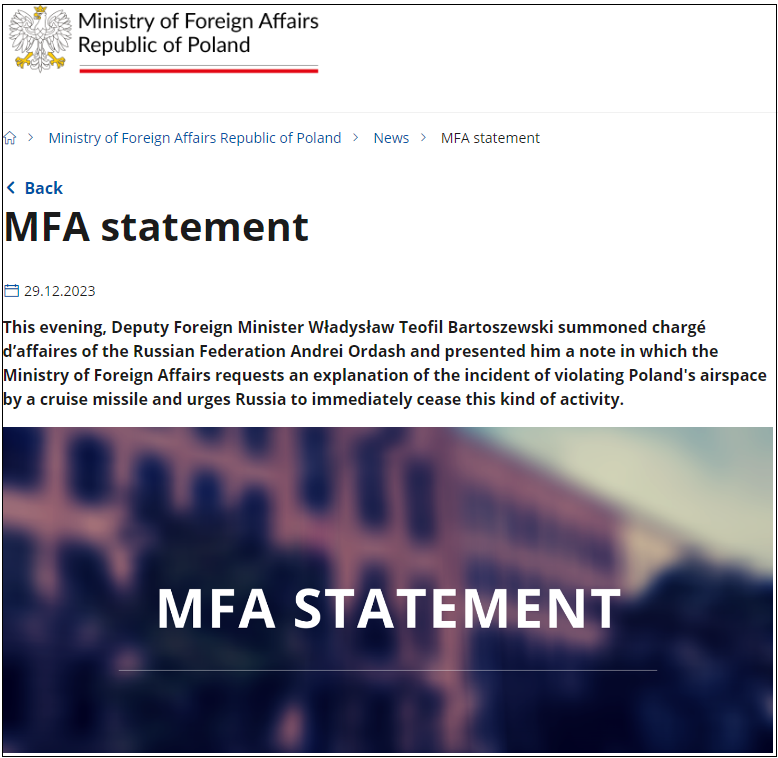 Ministry of Foreign Affairs
Republic of Poland
Ministry of Foreign Affairs Republic of Poland > News > MFA statement
Back
MFA statement
29.12.2023
This evening, Deputy Foreign Minister Władysław Teofil Bartoszewski summoned chargé
d’affaires of the Russian Federation Andrei Ordash and presented him a note in which the
Ministry of Foreign Affairs requests an explanation of the incident of violating Poland's airspace
by a cruise missile and urges Russia to immediately cease this kind of activity.
MFA STATEMENT